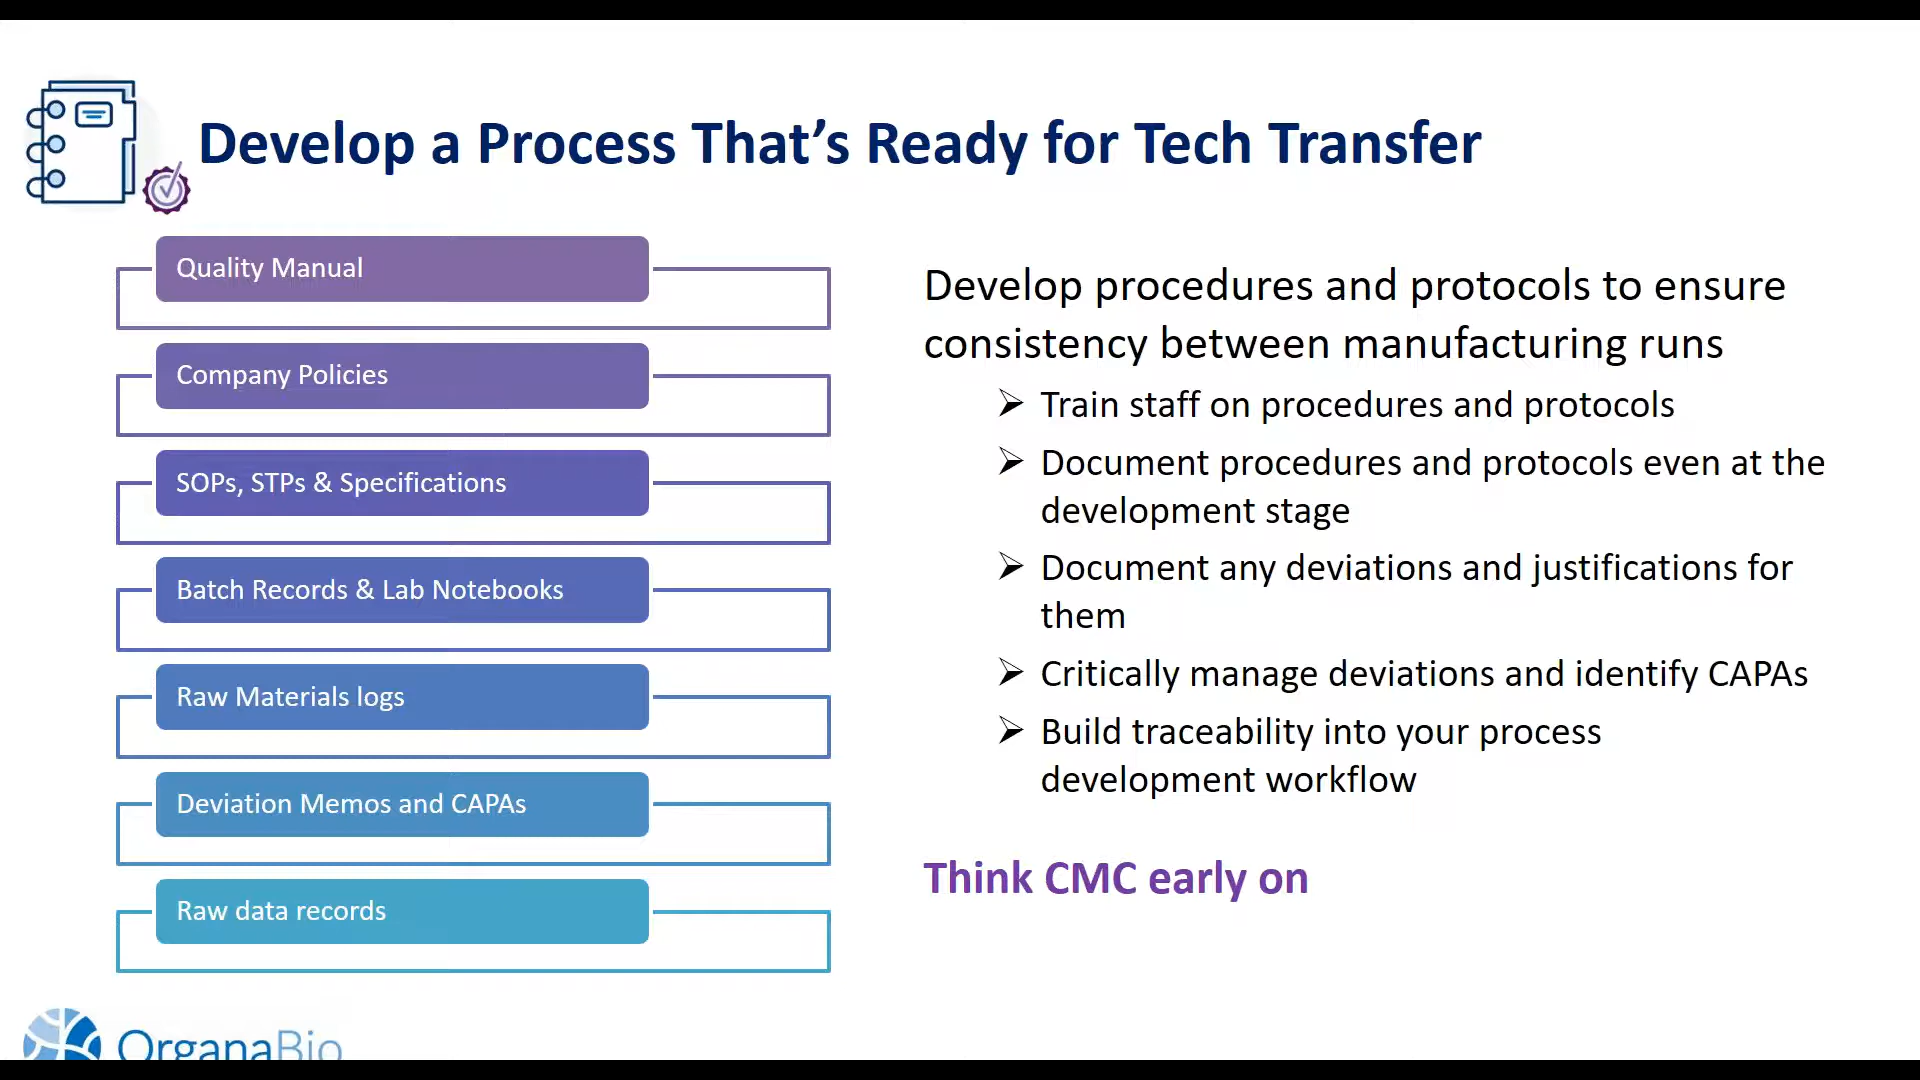 Develop a Process That’s Ready for Tech Transfer
Quality Manual
Company Policies
SOPs, STPs & Specifications
Batch Records & Lab Notebooks
Raw Materials logs
Deviation Memos and CAPAs
Raw data records
Develop procedures and protocols to ensure
consistency between manufacturing runs
Train staff on procedures and protocols
Document procedures and protocols even at the
development stage
Document any deviations and justifications for
them
Critically manage deviations and identify CAPAs
Build traceability into your process
development workflow
Think CMC early on
OrganaBio